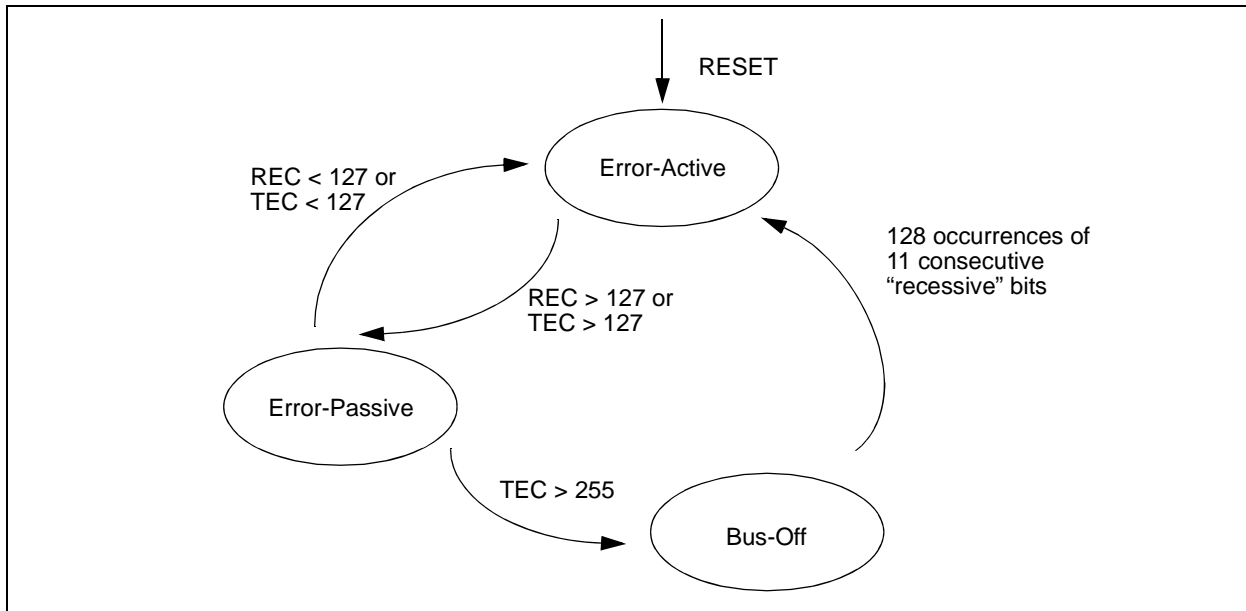 RESET
Error-Active
REC < 127 or
TEC < 127
128 occurrences of
11 consecutive
“recessive” bits
REC > 127 or
TEC > 127
Error-Passive
TEC > 255
Bus-Off